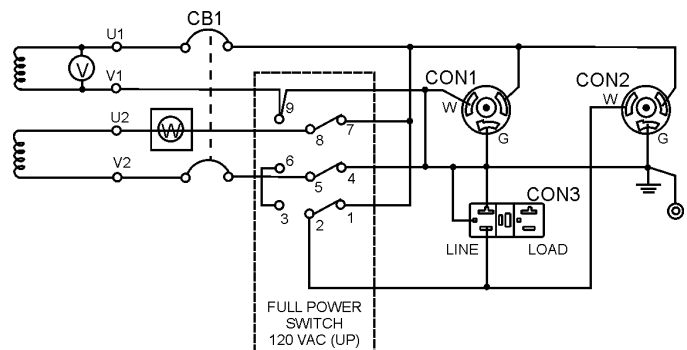 CB1
U1
V
V1
U2
W
V2
9
8
7
6
5
4
3
2
1
CON1
W
G
CON2
W
G
CON3
LINE
LOAD
FULL POWER
SWITCH
120 VAC (UP)